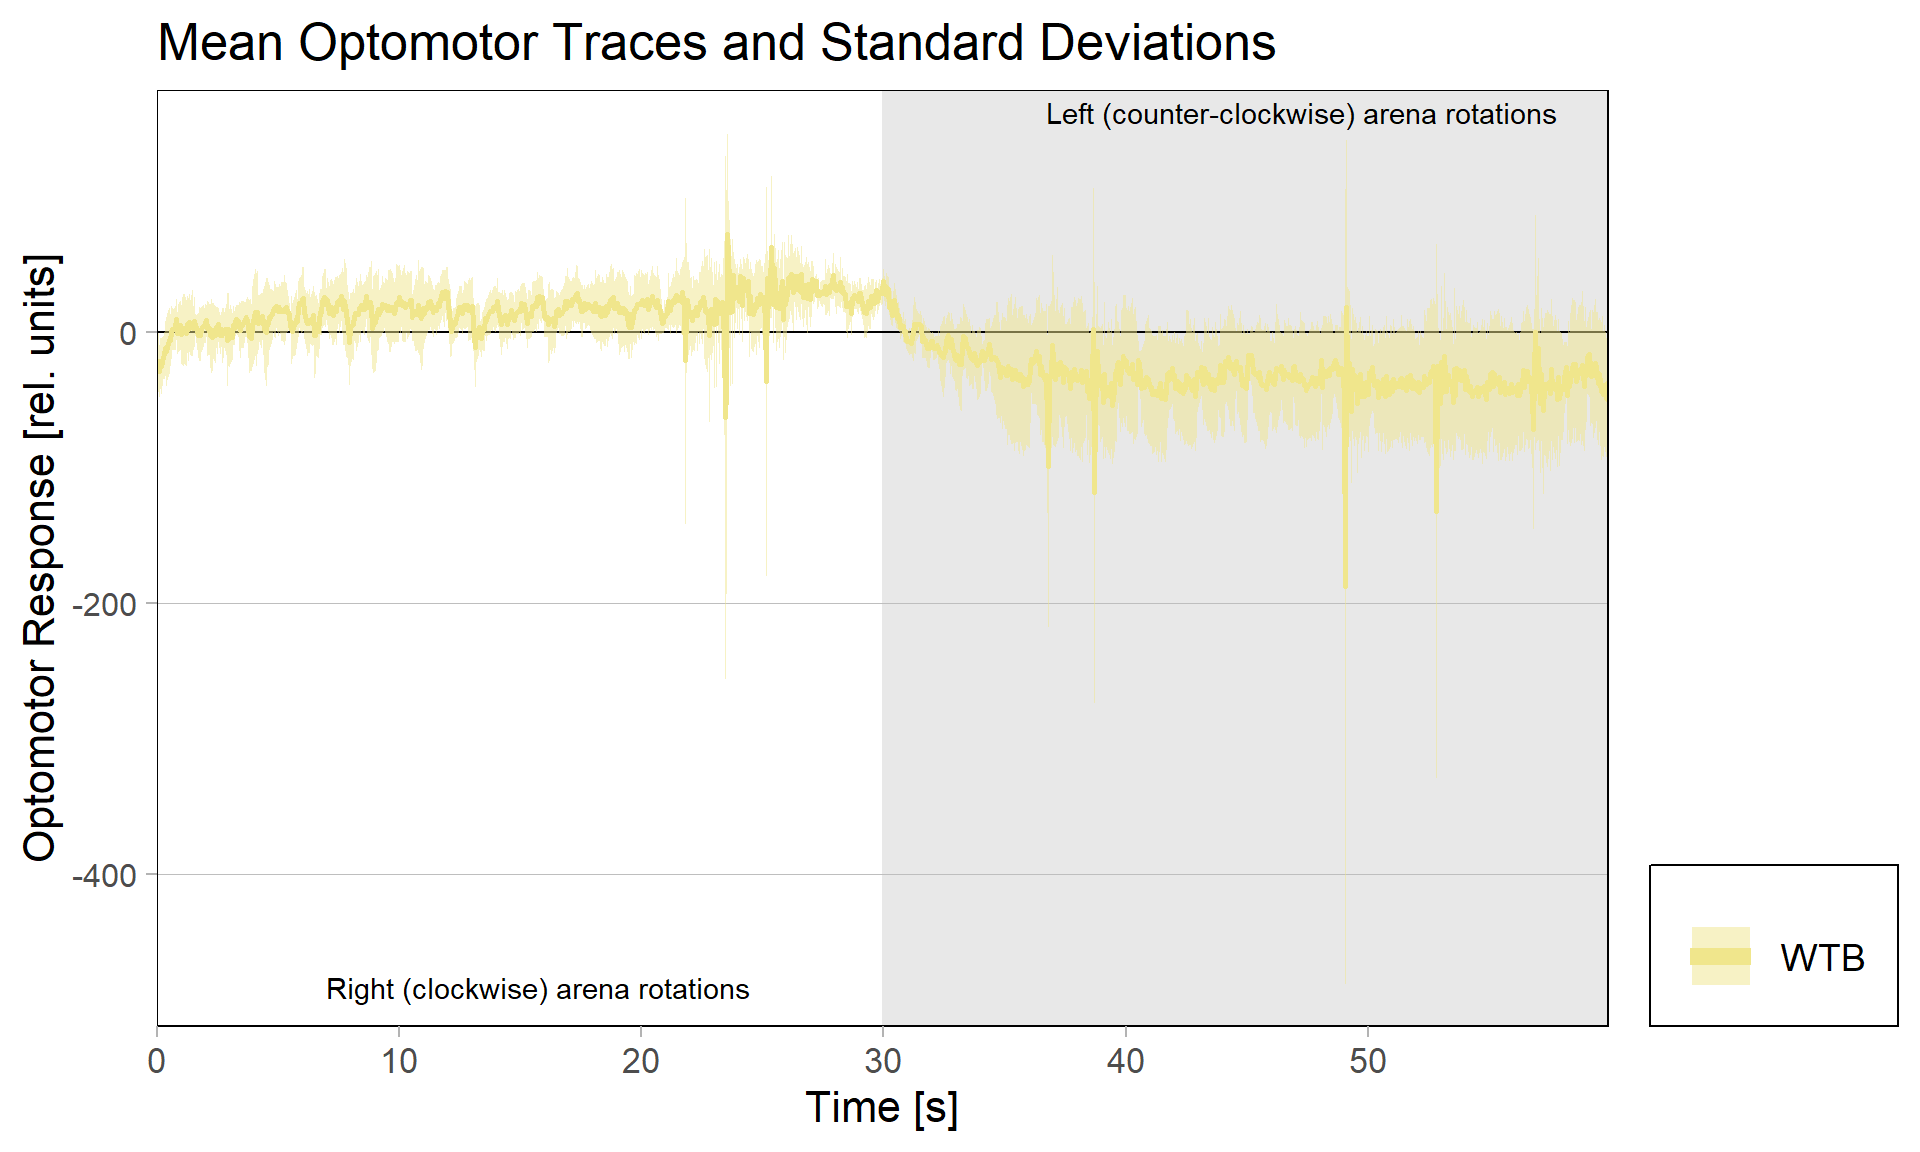 Mean Optomotor Traces and Standard Deviations
Left (counter-clockwise) arena rotations
Optomotor Response [rel. units]
0
-200
-400
Right (clockwise) arena rotations
WTB
0 10 20 30 40 50
Time [s]